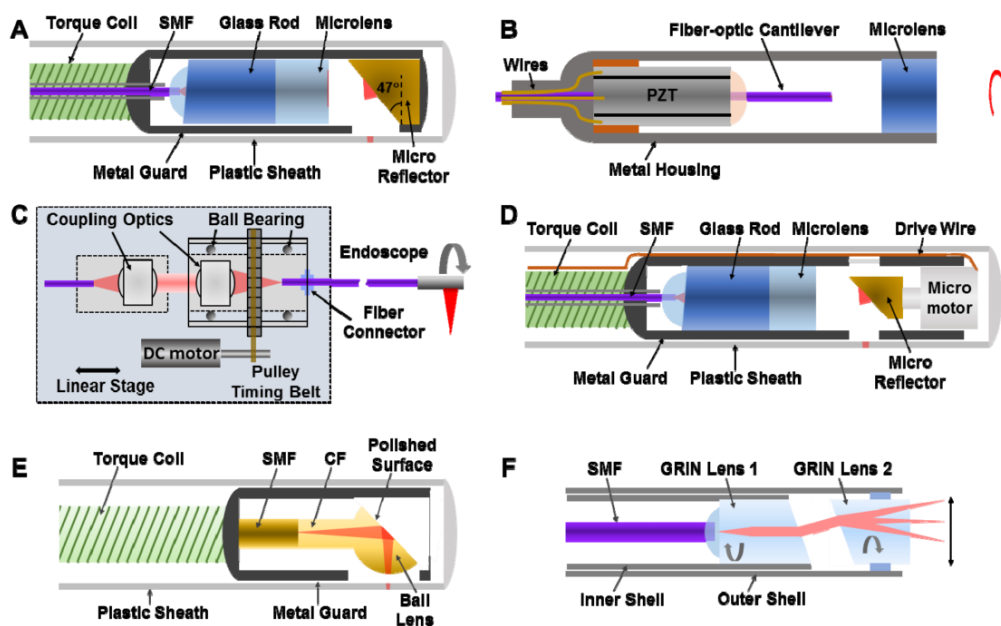 A
Torque Coil
SMF
Glass Rod
Microlens
47°
Metal Guard
Plastic Sheath
Micro
Reflector
B
Wires
Fiber-optic Cantilever
Microlens
PZT
Metal Housing
C
Coupling Optics
Ball Bearing
Endoscope
Fiber
Connector
DC motor
Linear Stage
Pulley
Timing Belt
D
Torque Coil
SMF
Glass Rod
Microlens
Drive Wire
Micro
motor
Metal Guard
Plastic Sheath
Micro
Reflector
E
Torque Coil
SMF
CF
Polished
Surface
Plastic Sheath
Metal Guard
Ball
Lens
F
SMF
GRIN Lens 1
GRIN Lens 2
Inner Shell
Outer Shell